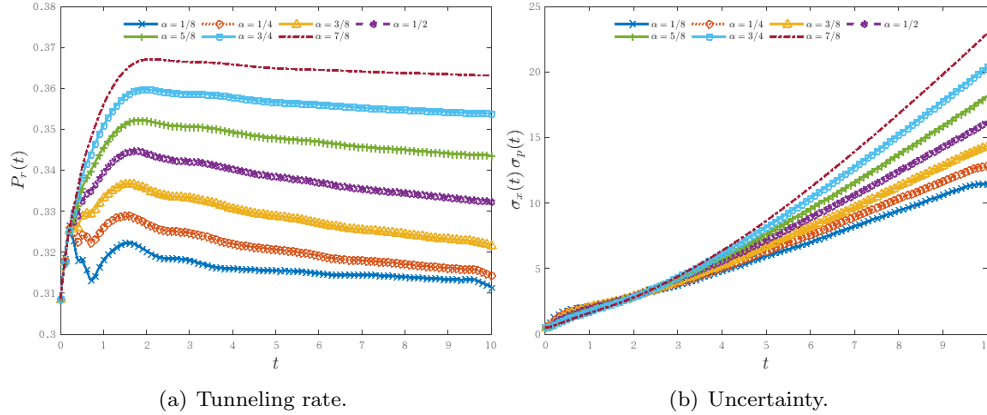 α = 1/8 α = 1/4 α = 3/8 α = 1/2
α = 5/8 α = 3/4 α = 7/8
P_r(t)
0.38
0.37
0.36
0.35
0.34
0.33
0.32
0.31
0.3
0 1 2 3 4 5 6 7 8 9 10
t
(a) Tunneling rate.
α = 1/8 α = 1/4 α = 3/8 α = 1/2
α = 5/8 α = 3/4 α = 7/8
σ_x(t) σ_p(t)
25
20
15
10
5
0
0 1 2 3 4 5 6 7 8 9 10
t
(b) Uncertainty.